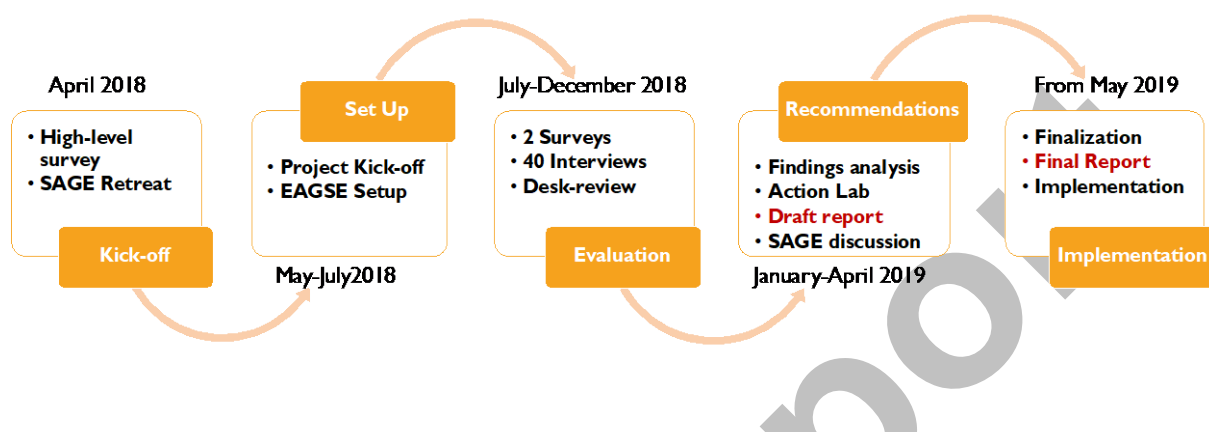 April 2018
• High-level
survey
• SAGE Retreat
Kick-off
Set Up
• Project Kick-off
• EAGSE Setup
May-July2018
July-December 2018
• 2 Surveys
• 40 Interviews
• Desk-review
Evaluation
Recommendations
• Findings analysis
• Action Lab
• Draft report
• SAGE discussion
January-April 2019
From May 2019
• Finalization
• Final Report
• Implementation
Implementation